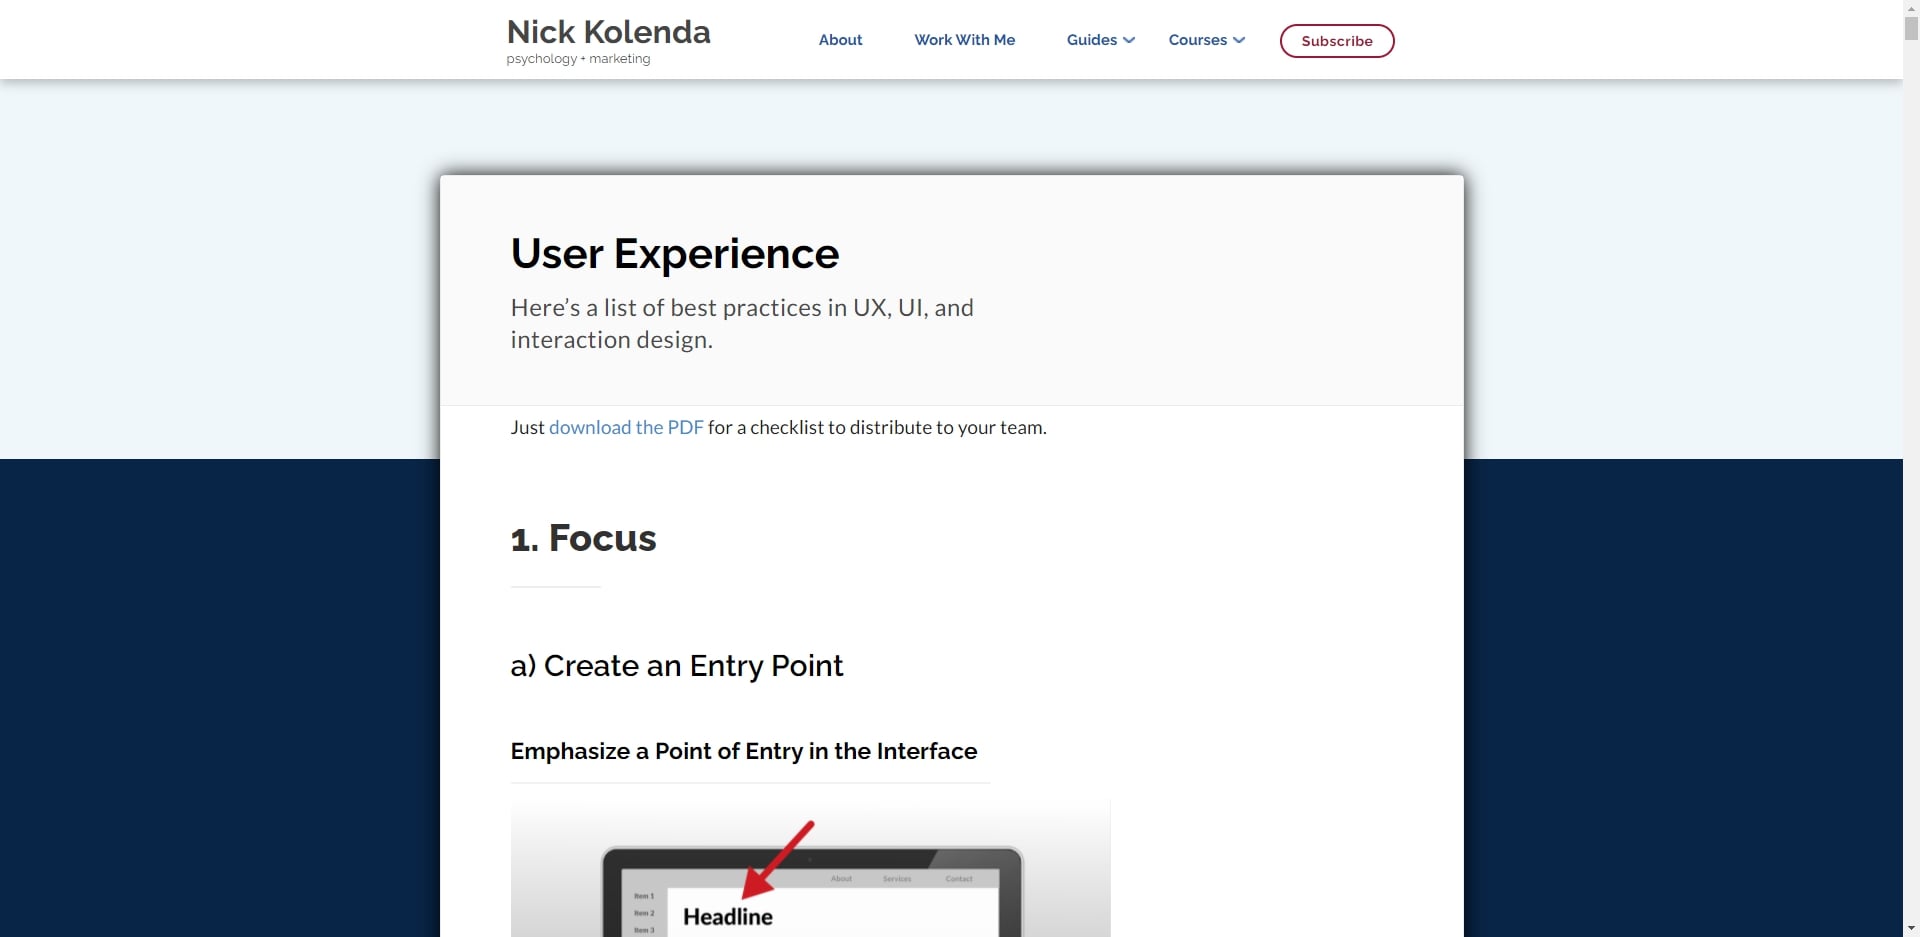 Nick Kolenda
psychology + marketing
About Work With Me Guides Courses Subscribe
User Experience
Here’s a list of best practices in UX, UI, and
interaction design.
Just download the PDF for a checklist to distribute to your team.
1. Focus
a) Create an Entry Point
Emphasize a Point of Entry in the Interface
About Services Contact
Item 1
Item 2
Headline
Item 3